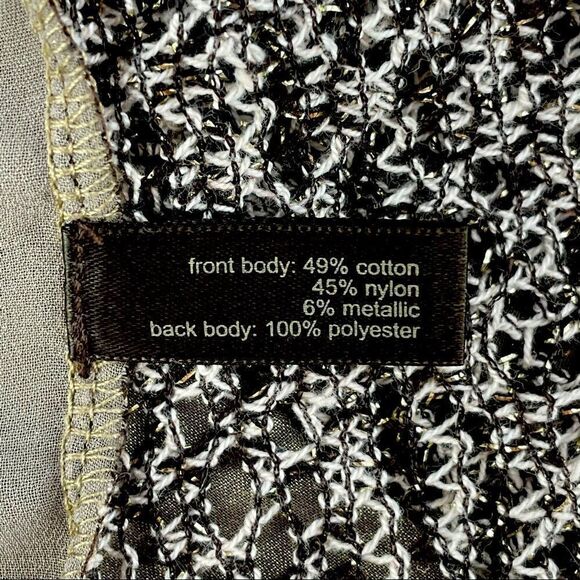 front body: 49% cotton
45% nylon
6% metallic
back body: 100% polyester